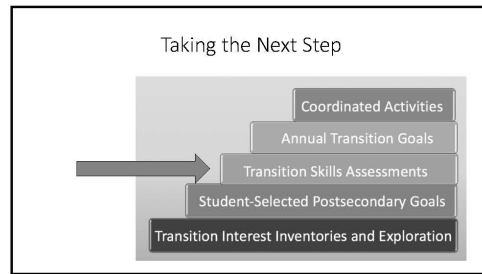 Taking the Next Step
Coordinated Activities
Annual Transition Goals
Transition Skills Assessments
Student-Selected Postsecondary Goals
Transition Interest Inventories and Exploration